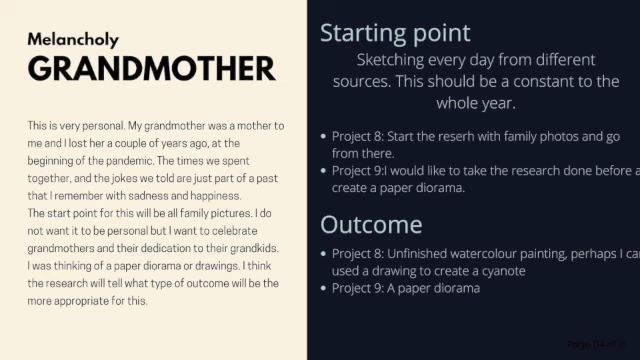 Melancholy
GRANDMOTHER
This is very personal. My grandmother was a mother to
me and I lost her a couple of years ago, at the
beginning of the pandemic. The times we spent
together, and the jokes we told are just part of a past
that I remember with sadness and happiness.
The start point for this will be all family pictures. I do
not want it to be personal but I want to celebrate
grandmothers and their dedication to their grandkids.
I was thinking of a paper diorama or drawings. I think
the research will tell what type of outcome will be the
more appropriate for this.
Starting point
Sketching every day from different
sources. This should be a constant to the
whole year.
• Project 8: Start the reserh with family photos and go
from there.
• Project 9:I would like to take the research done before a
create a paper diorama.
Outcome
• Project 8: Unfinished watercolour painting, perhaps I can
used a drawing to create a cyanote
• Project 9: A paper diorama
Page